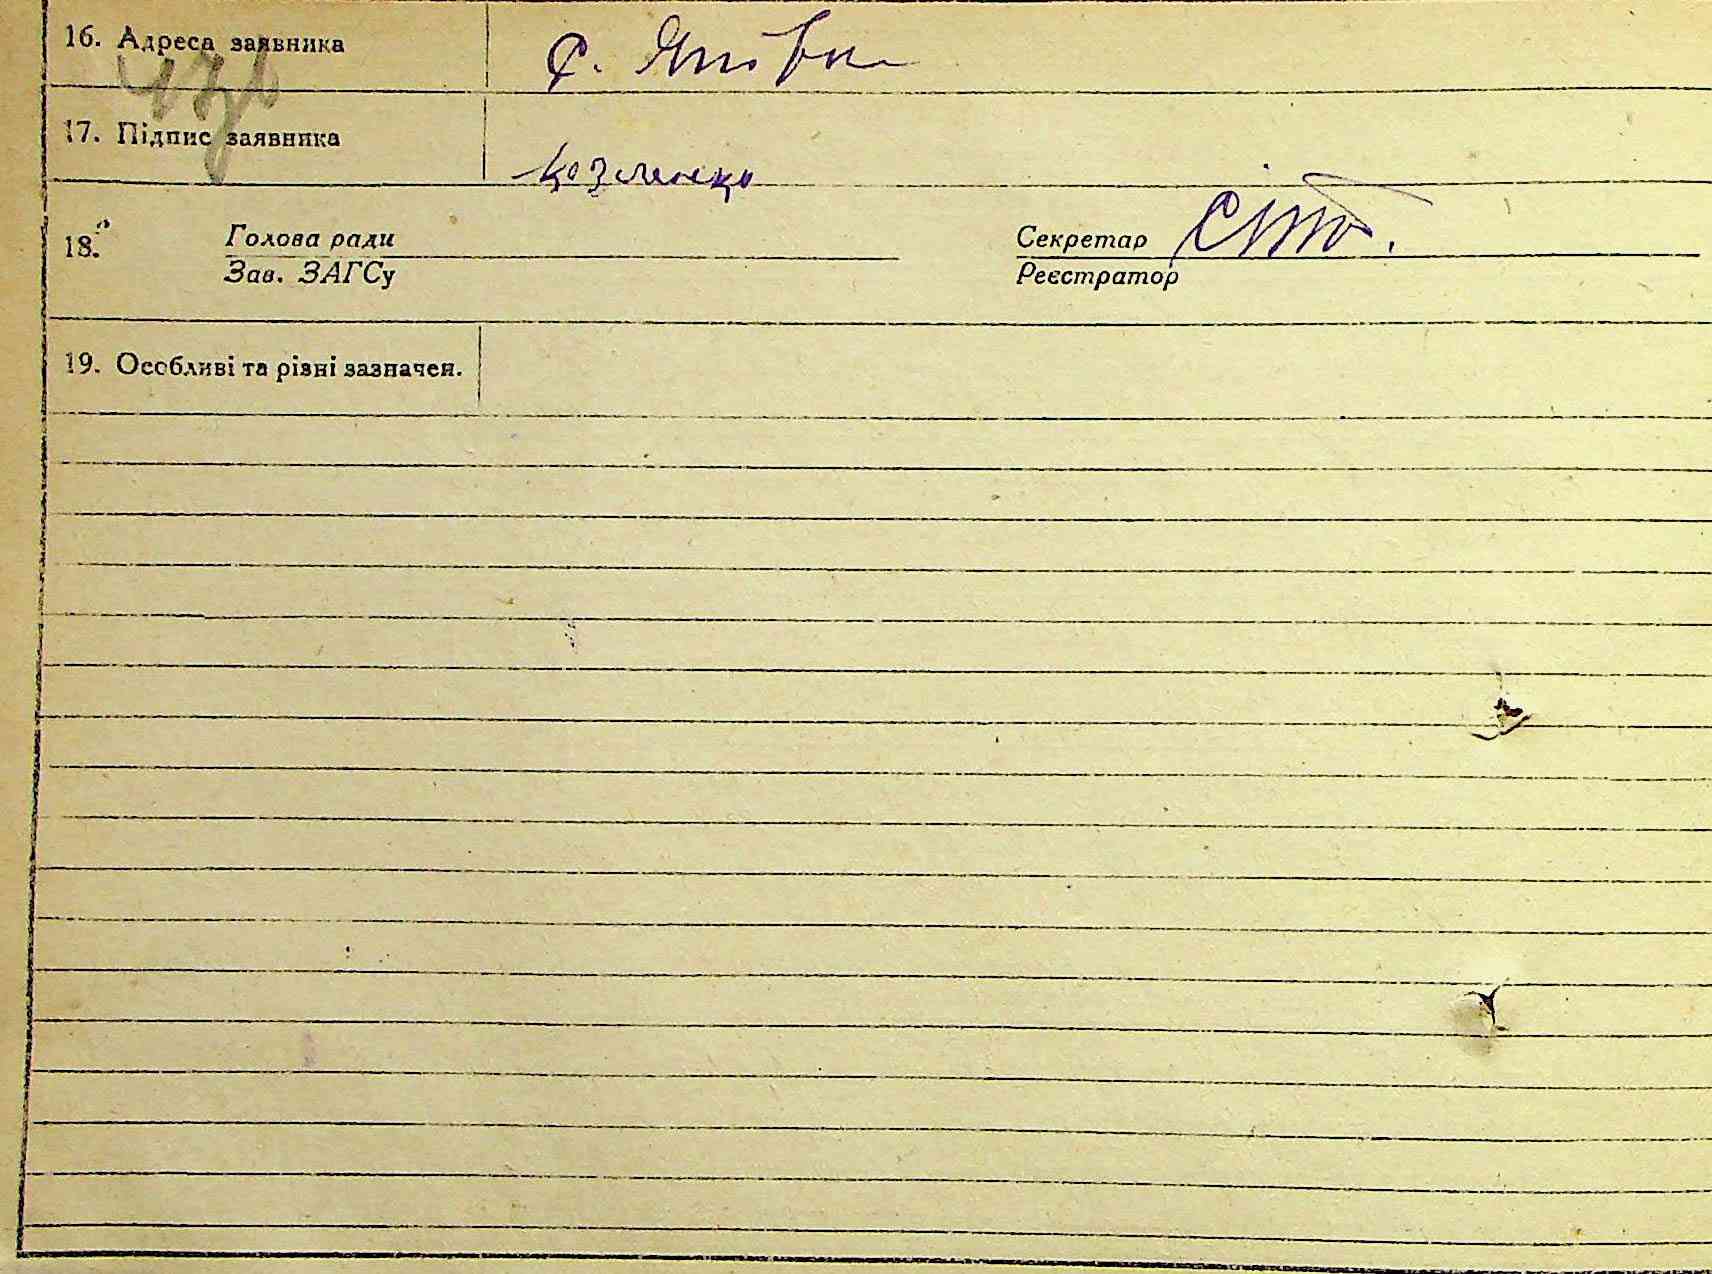 16. Адреса заявника с.
17. Підпис заявника Козленко
18. Голова ради Секретар
Зав. ЗАГСу Реєстратор
19. Особливі та різні зазначен.